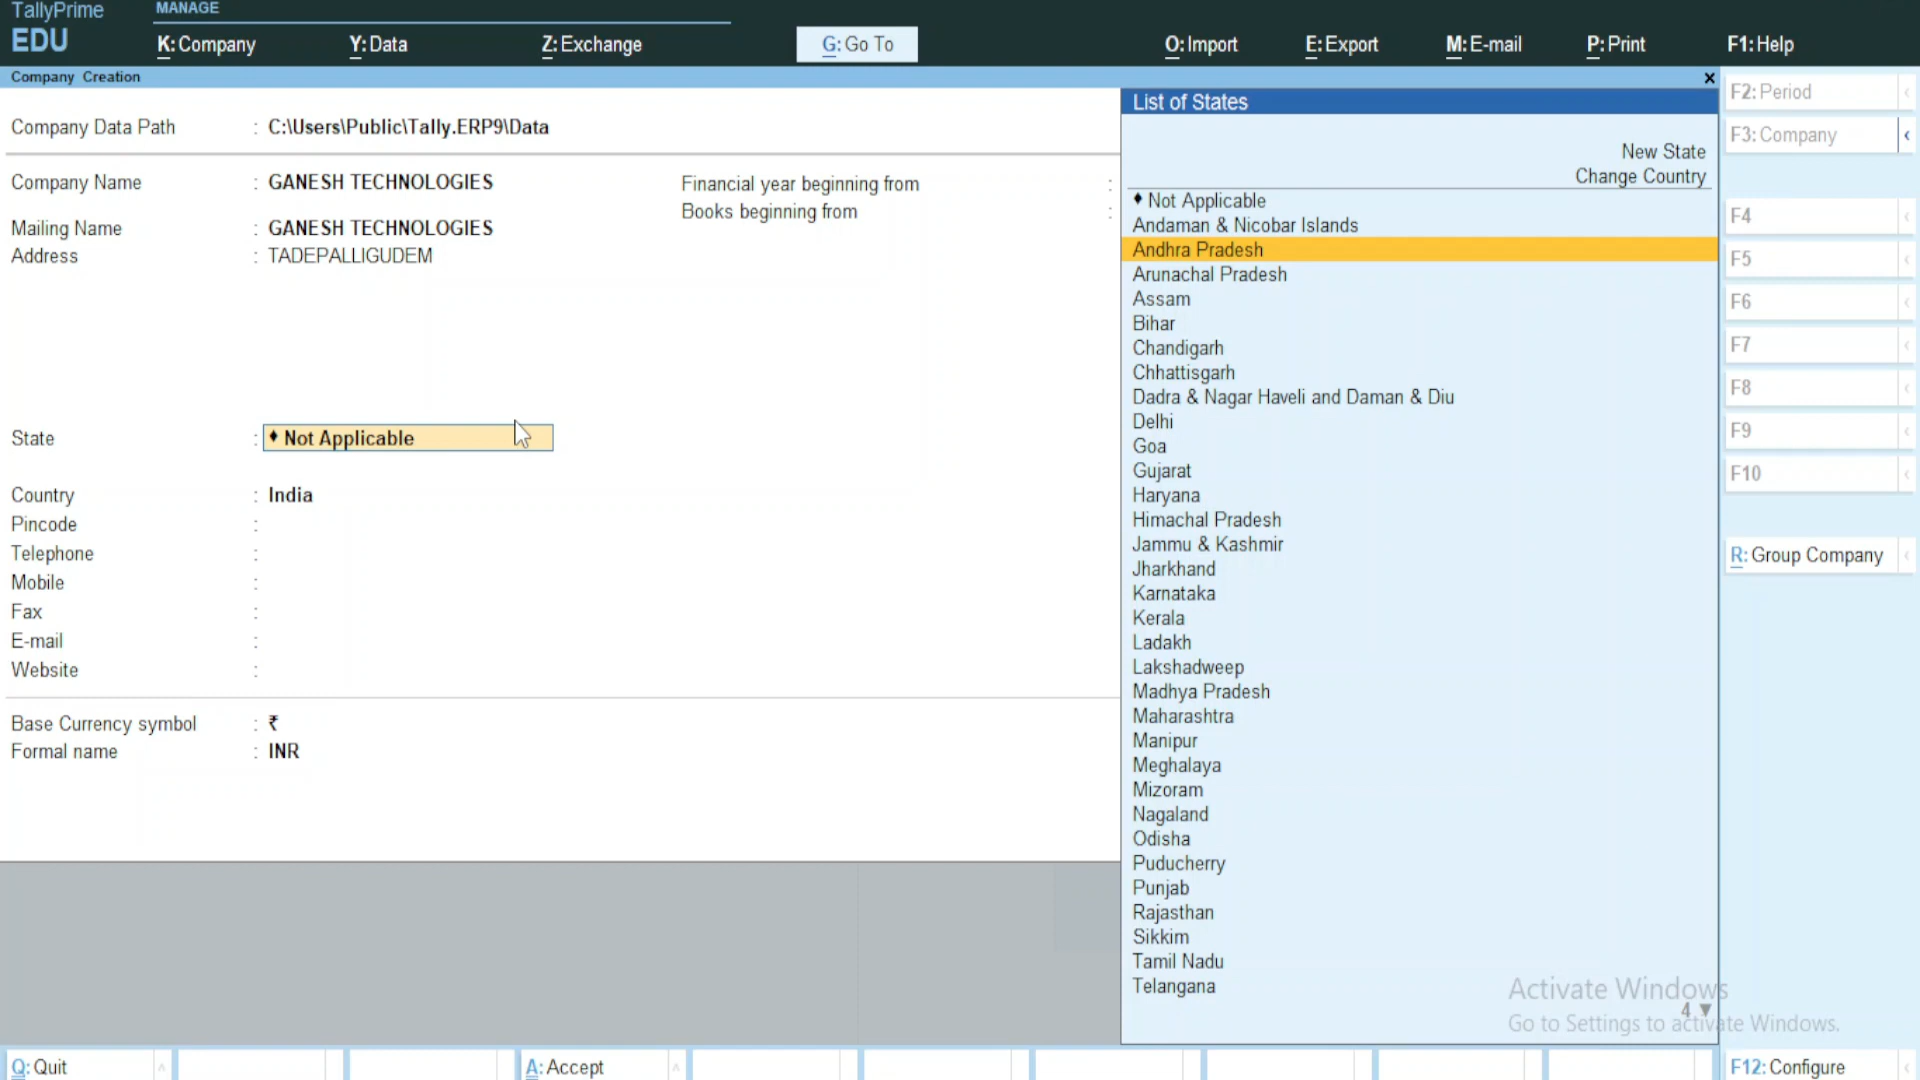 TallyPrime
EDU
MANAGE
K: Company
Y: Data
Z: Exchange
G: Go To
O: Import
E: Export
M: E-mail
P: Print
F1: Help
Company Creation
Company Data Path : C:\Users\Public\Tally.ERP9\Data
Company Name : GANESH TECHNOLOGIES
Mailing Name : GANESH TECHNOLOGIES
Address : TADEPALLIGUDEM
State : ♦ Not Applicable
Country : India
Pincode :
Telephone :
Mobile :
Fax :
E-mail :
Website :
Base Currency symbol : ₹
Formal name : INR
Financial year beginning from :
Books beginning from :
List of States
New State
Change Country
♦ Not Applicable
Andaman & Nicobar Islands
Andhra Pradesh
Arunachal Pradesh
Assam
Bihar
Chandigarh
Chhattisgarh
Dadra & Nagar Haveli and Daman & Diu
Delhi
Goa
Gujarat
Haryana
Himachal Pradesh
Jammu & Kashmir
Jharkhand
Karnataka
Kerala
Ladakh
Lakshadweep
Madhya Pradesh
Maharashtra
Manipur
Meghalaya
Mizoram
Nagaland
Odisha
Puducherry
Punjab
Rajasthan
Sikkim
Tamil Nadu
Telangana
4 ▼
F2: Period
F3: Company
F4
F5
F6
F7
F8
F9
F10
R: Group Company
Activate Windows
Go to Settings to activate Windows.
Q: Quit
A: Accept
F12: Configure